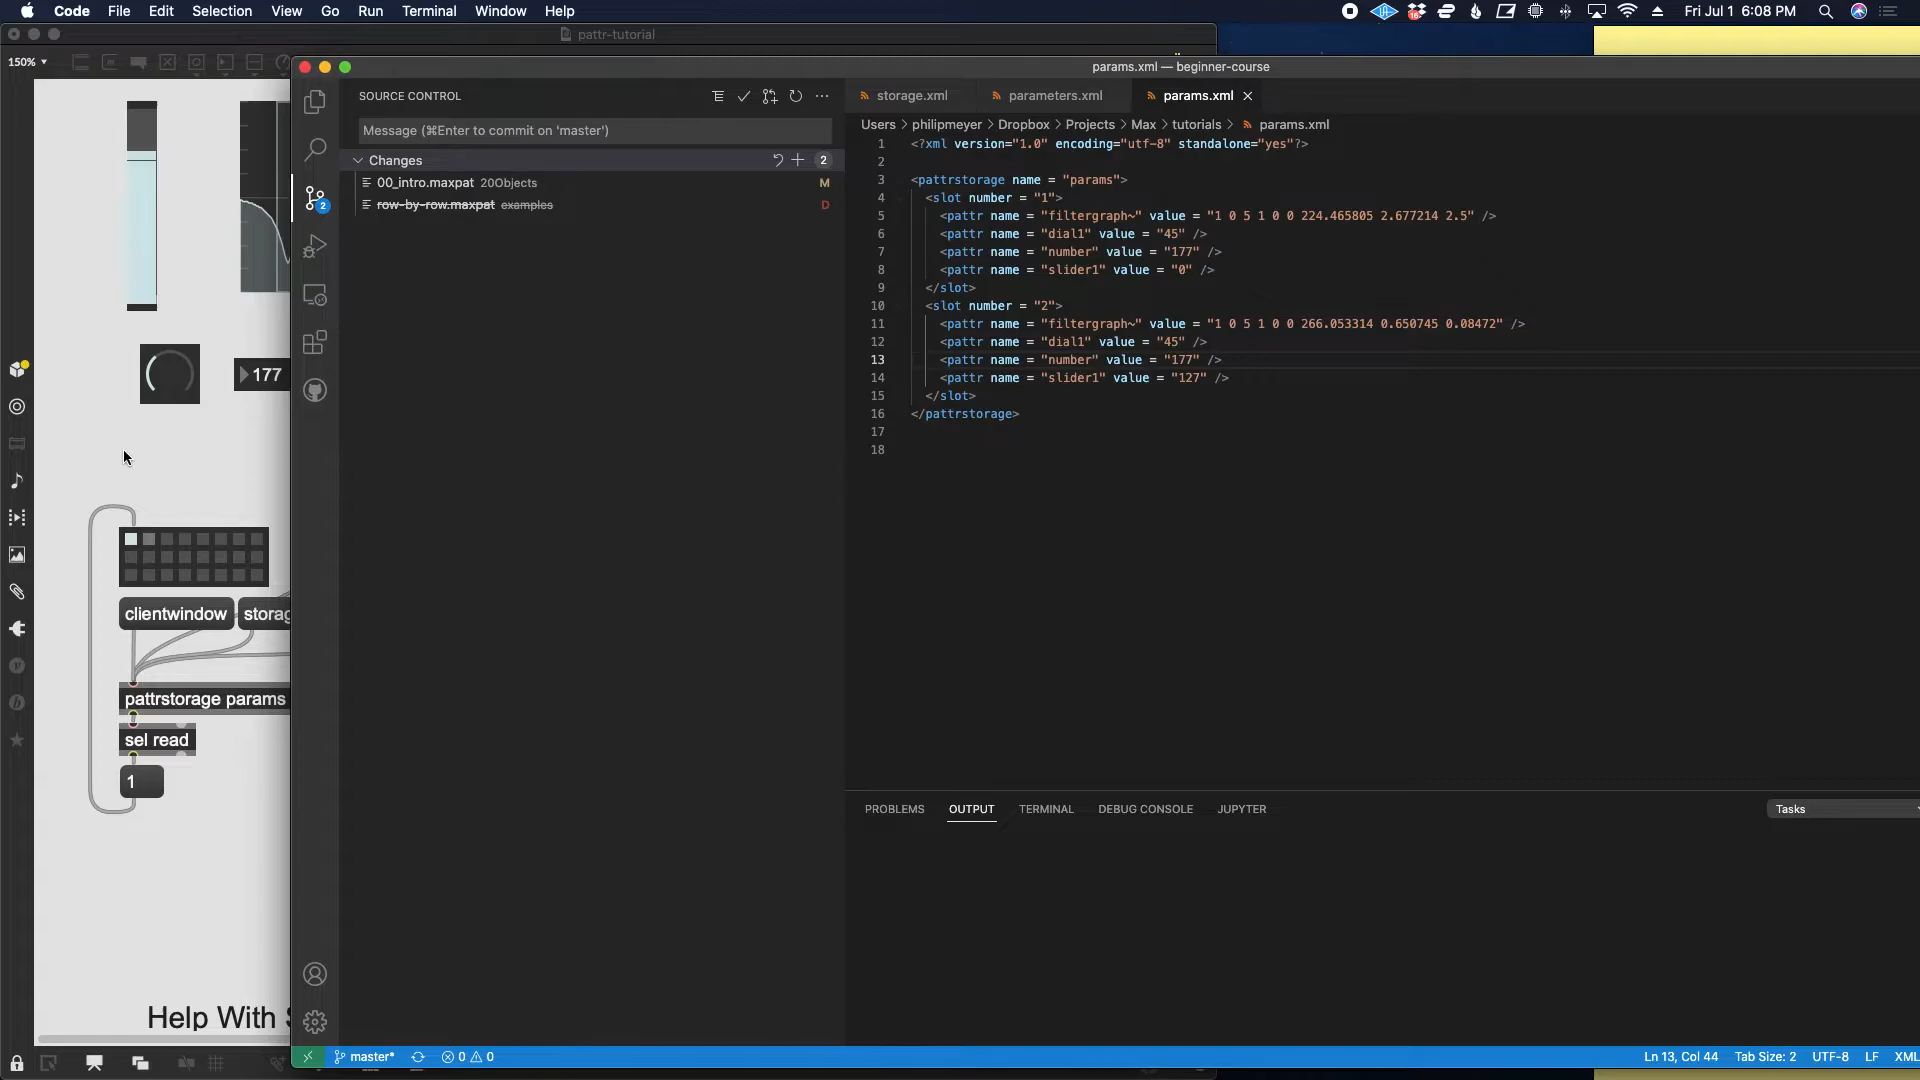 Code File Edit Selection View Go Run Terminal Window Help
Fri Jul 1 6:08 PM
pattr-tutorial
150%
params.xml — beginner-course
SOURCE CONTROL
Message (⌘Enter to commit on 'master')
Changes
2
00_intro.maxpat 20Objects M
row-by-row.maxpat examples D
2
storage.xml
parameters.xml
params.xml
Users > philipmeyer > Dropbox > Projects > Max > tutorials > params.xml
1 <?xml version="1.0" encoding="utf-8" standalone="yes"?>
2
3 <pattrstorage name = "params">
4 <slot number = "1">
5 <pattr name = "filtergraph~" value = "1 0 5 1 0 0 224.465805 2.677214 2.5" />
6 <pattr name = "dial1" value = "45" />
7 <pattr name = "number" value = "177" />
8 <pattr name = "slider1" value = "0" />
9 </slot>
10 <slot number = "2">
11 <pattr name = "filtergraph~" value = "1 0 5 1 0 0 266.053314 0.650745 0.08472" />
12 <pattr name = "dial1" value = "45" />
13 <pattr name = "number" value = "177" />
14 <pattr name = "slider1" value = "127" />
15 </slot>
16 </pattrstorage>
17
18
177
clientwindow
storag
pattrstorage params
sel read
1
Help With
PROBLEMS OUTPUT TERMINAL DEBUG CONSOLE JUPYTER
Tasks
master*
0 0
Ln 13, Col 44 Tab Size: 2 UTF-8 LF XML